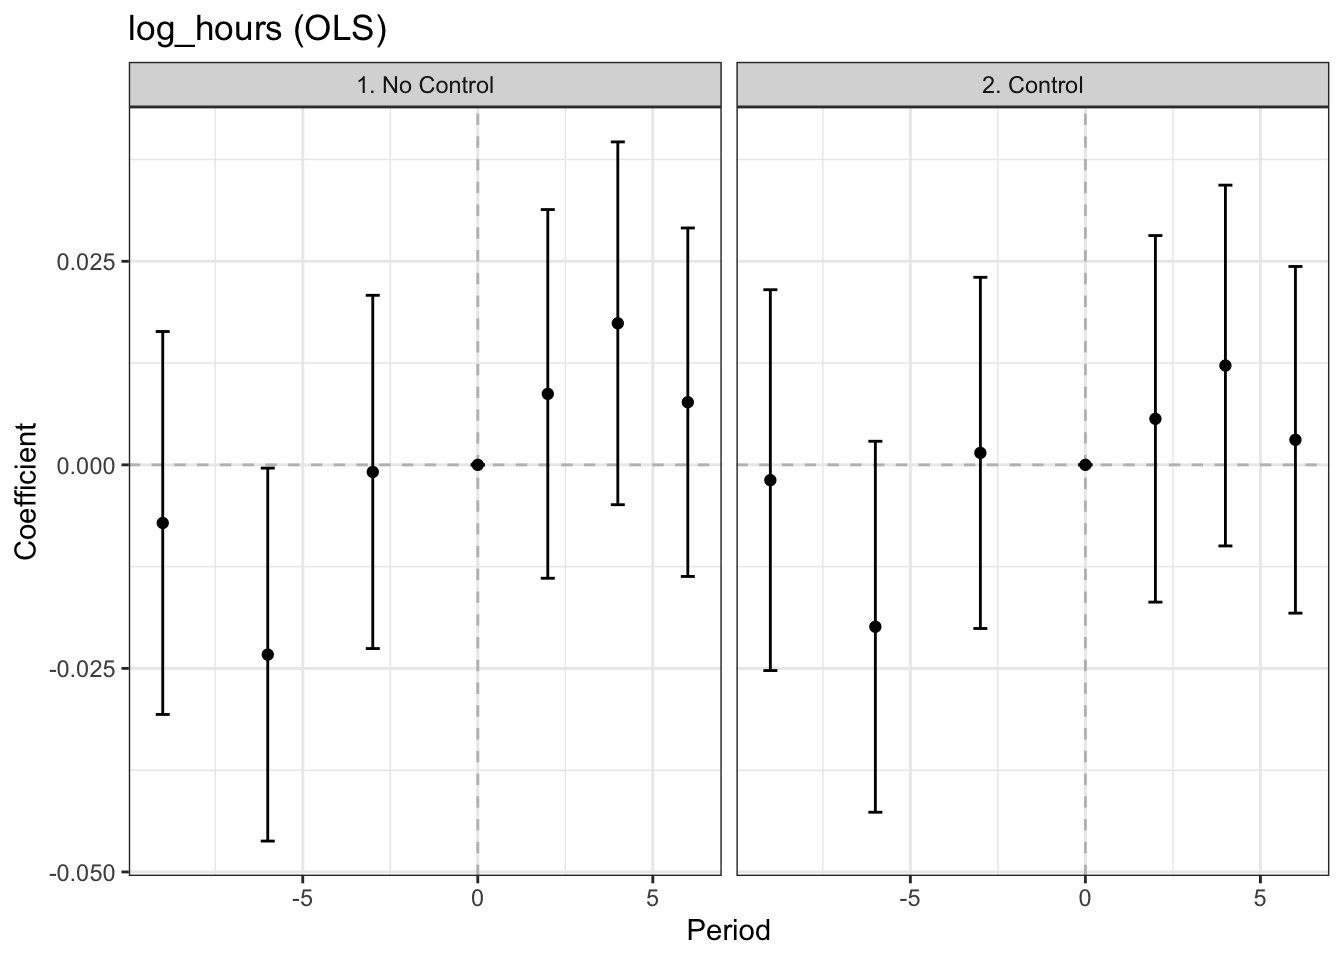 log_hours (OLS)
1. No Control
2. Control
0.025
0.000
-0.025
-0.050
Coefficient
-5
0
5
-5
0
5
Period